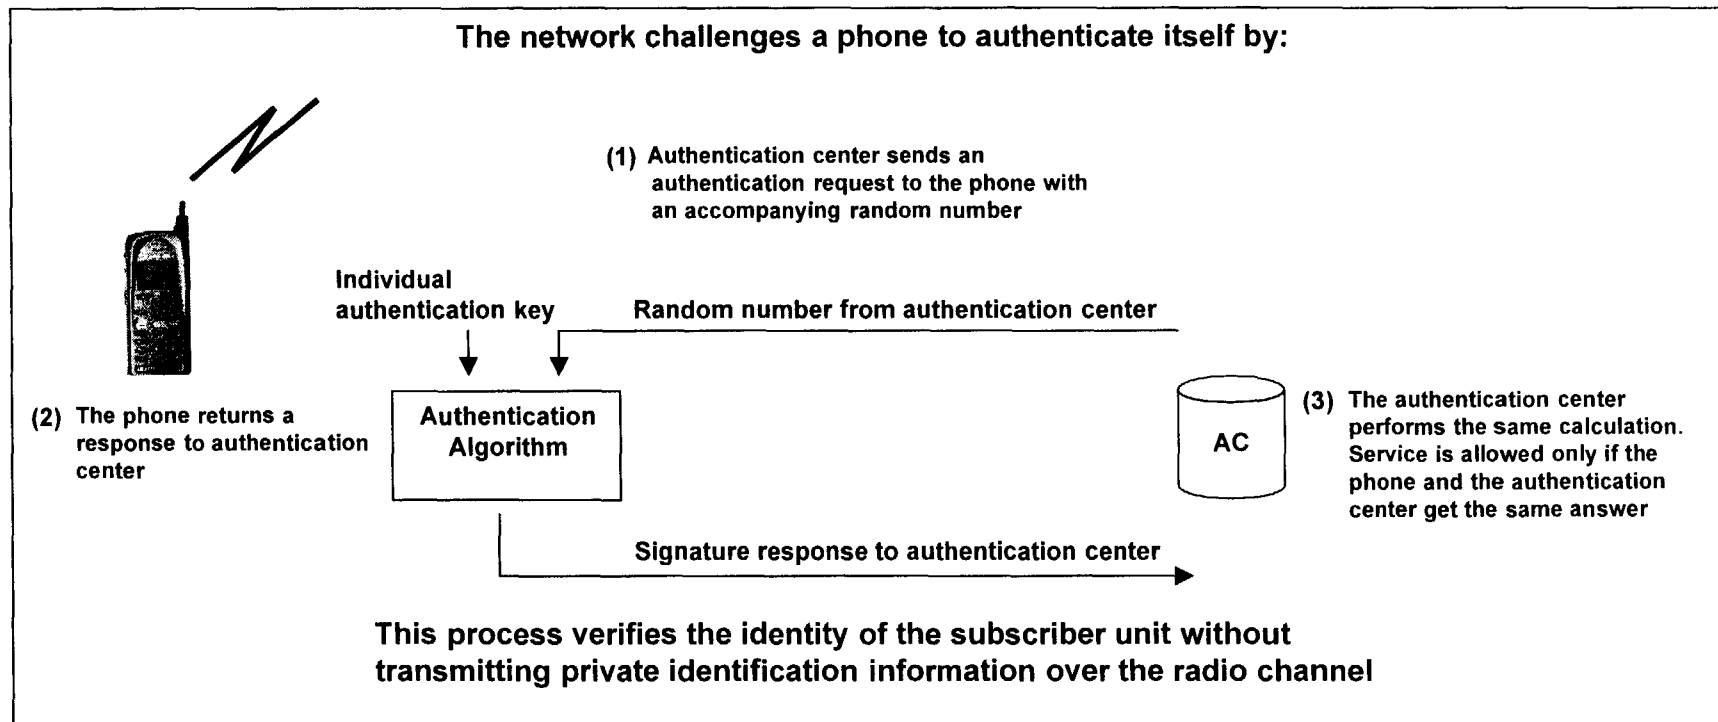 The network challenges a phone to authenticate itself by:
(1) Authentication center sends an
authentication request to the phone with
an accompanying random number
Individual
authentication key
Random number from authentication center
(2) The phone returns a
response to authentication
center
Authentication
Algorithm
AC
(3) The authentication center
performs the same calculation.
Service is allowed only if the
phone and the authentication
center get the same answer
Signature response to authentication center
This process verifies the identity of the subscriber unit without
transmitting private identification information over the radio channel